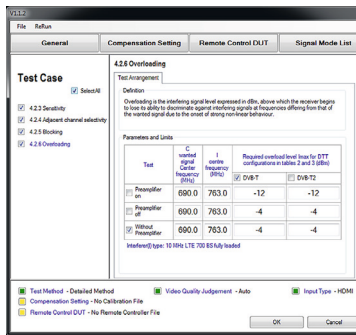 V3.1.2
File ReRun
General Compensation Setting Remote Control DUT Signal Mode List
Test Case
Select All
4.2.3 Sensitivity
4.2.4 Adjacent channel selectivity
4.2.5 Blocking
4.2.6 Overloading
4.2.6 Overloading
Test Arrangement
Definition
Overloading is the interfering signal level expressed in dBm, above which the receiver begins
to lose its ability to discriminate against interfering signals at frequencies differing from that of
the wanted signal due to the onset of strong non-linear behaviour.
Parameters and Limits
Test
C
wanted
signal
Center
frequency
(MHz)
I
centre
frequency
(MHz)
Required overload level Imax for DTT
configurations in tables 2 and 3 (dBm)
DVB-T DVB-T2
Preamplifier
on
690.0 763.0 -12 -12
Preamplifier
off
690.0 763.0 -4 -4
Without
Preamplifier
690.0 763.0 -4 -4
Interferer(I) type: 10 MHz LTE 700 BS fully loaded
Test Method - Detailed Method Video Quality Judgement - Auto Input Type - HDMI
Compensation Setting - No Calibration File
Remote Control DUT - No Remote Controller File
OK Cancel